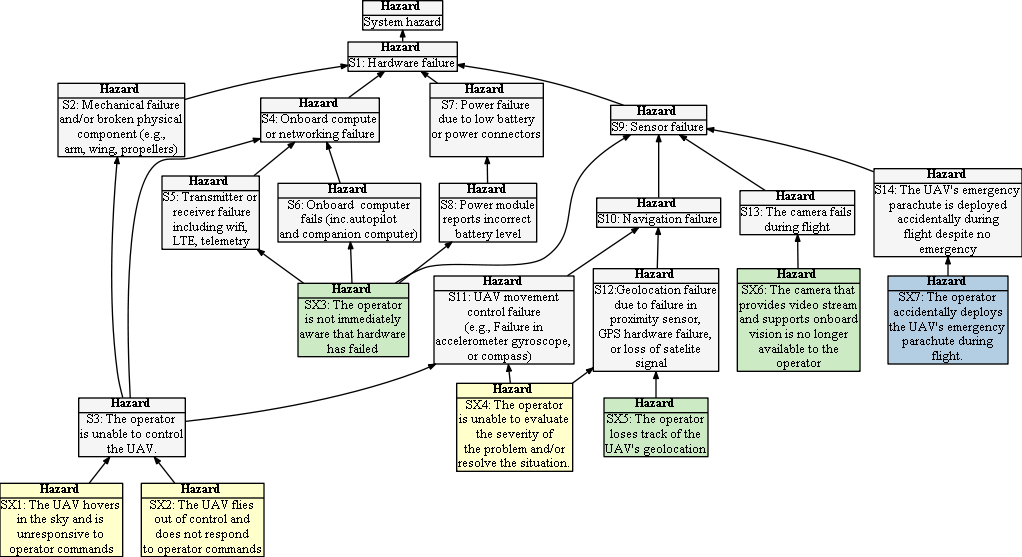 Hazard
System hazard
Hazard
S1: Hardware failure
Hazard
S2: Mechanical failure
and/or broken physical
component (e.g.,
arm, wing, propellers)
Hazard
S4: Onboard compute
or networking failure
Hazard
S7: Power failure
due to low battery
or power connectors
Hazard
S9: Sensor failure
Hazard
S5: Transmitter or
receiver failure
including wifi,
LTE, telemetry
Hazard
S6: Onboard computer
fails (inc.autopilot
and companion computer)
Hazard
S8: Power module
reports incorrect
battery level
Hazard
S10: Navigation failure
Hazard
S13: The camera fails
during flight
Hazard
S14: The UAV's emergency
parachute is deployed
accidentally during
flight despite no
emergency
Hazard
SX3: The operator
is not immediately
aware that hardware
has failed
Hazard
S11: UAV movement
control failure
(e.g., Failure in
accelerometer gyroscope,
or compass)
Hazard
S12:Geolocation failure
due to failure in
proximity sensor,
GPS hardware failure,
or loss of satelite
signal
Hazard
SX6: The camera that
provides video stream
and supports onboard
vision is no longer
available to the
operator
Hazard
SX7: The operator
accidentally deploys
the UAV's emergency
parachute during
flight.
Hazard
S3: The operator
is unable to control
the UAV.
Hazard
SX4: The operator
is unable to evaluate
the severity of
the problem and/or
resolve the situation.
Hazard
SX5: The operator
loses track of the
UAV's geolocation
Hazard
SX1: The UAV hovers
in the sky and is
unresponsive to
operator commands
Hazard
SX2: The UAV flies
out of control and
does not respond
to operator commands